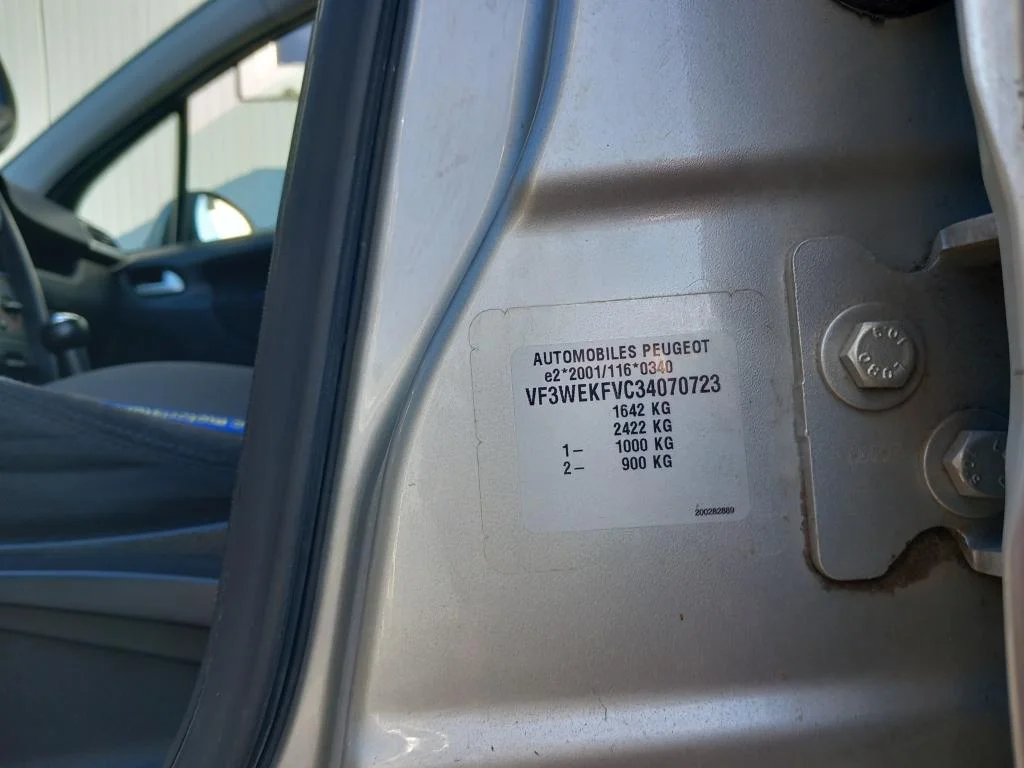 AUTOMOBILES PEUGEOT
e2*2001/116*0340
VF3WEKFVC34070723
1642 KG
2422 KG
1– 1000 KG
2– 900 KG
200282889